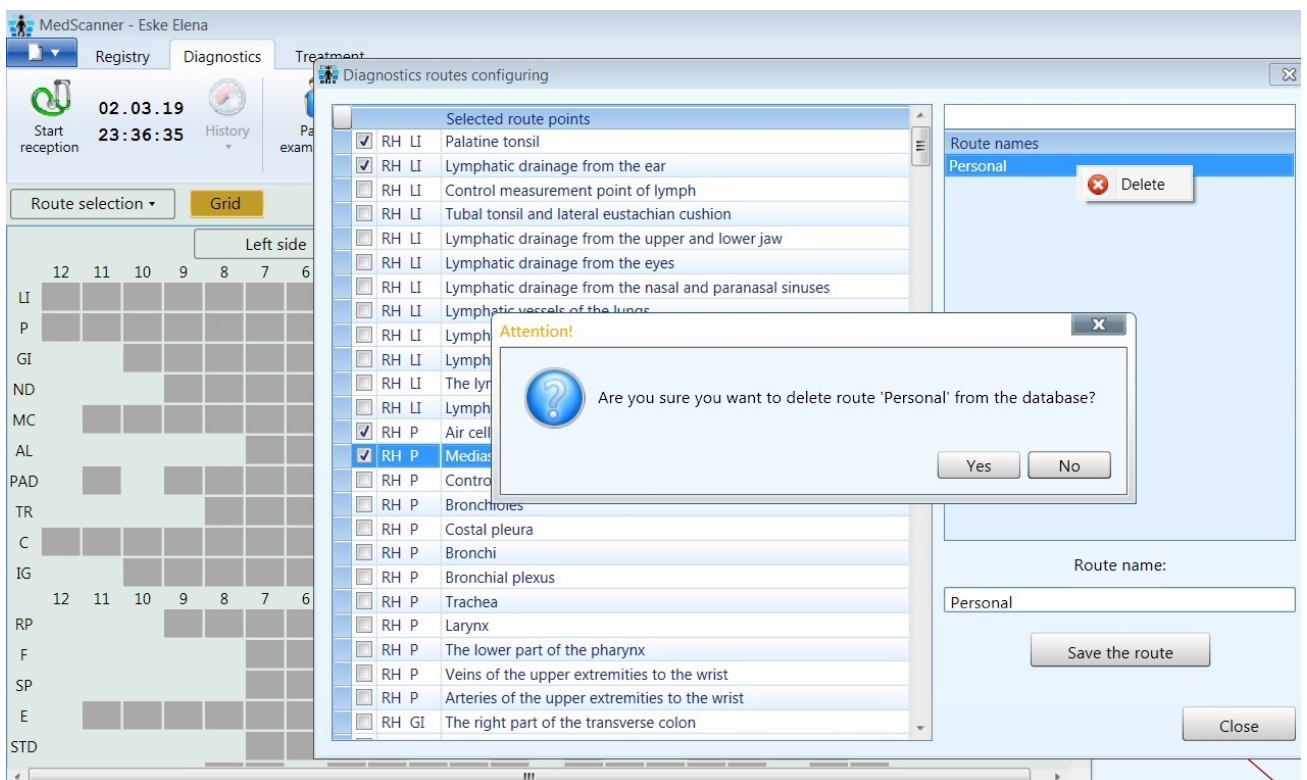 MedScanner - Eske Elena
Registry Diagnostics Treatment
Start reception
02.03.19
23:36:35
History
Route selection
Grid
Left side
12 11 10 9 8 7 6
LI
P
GI
ND
MC
AL
PAD
TR
C
IG
12 11 10 9 8 7 6
RP
F
SP
E
STD
Diagnostics routes configuring
Selected route points
RH LI Palatine tonsil
RH LI Lymphatic drainage from the ear
RH LI Control measurement point of lymph
RH LI Tubal tonsil and lateral eustachian cushion
RH LI Lymphatic drainage from the upper and lower jaw
RH LI Lymphatic drainage from the eyes
RH LI Lymphatic drainage from the nasal and paranasal sinuses
RH LI Lymphatic vessels of the lungs
RH LI Lymph
RH LI Lymph
RH LI The lyr
RH LI Lymph
RH P Air cell
RH P Medias
RH P Contro
RH P Bronchioles
RH P Costal pleura
RH P Bronchi
RH P Bronchial plexus
RH P Trachea
RH P Larynx
RH P The lower part of the pharynx
RH P Veins of the upper extremities to the wrist
RH P Arteries of the upper extremities to the wrist
RH GI The right part of the transverse colon
Route names
Personal
Delete
Attention!
Are you sure you want to delete route 'Personal' from the database?
Yes No
Route name:
Personal
Save the route
Close